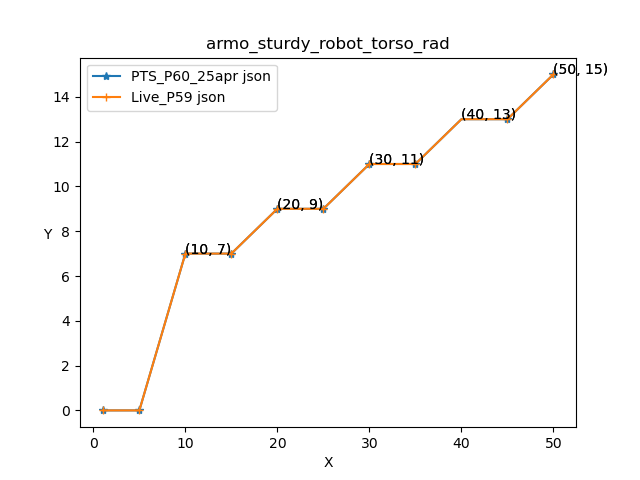 armo_sturdy_robot_torso_rad
PTS_P60_25apr json
Live_P59 json
(50, 15)
(40, 13)
(30, 11)
(20, 9)
(10, 7)
14
12
10
8
6
4
2
0
Y
0 10 20 30 40 50
X